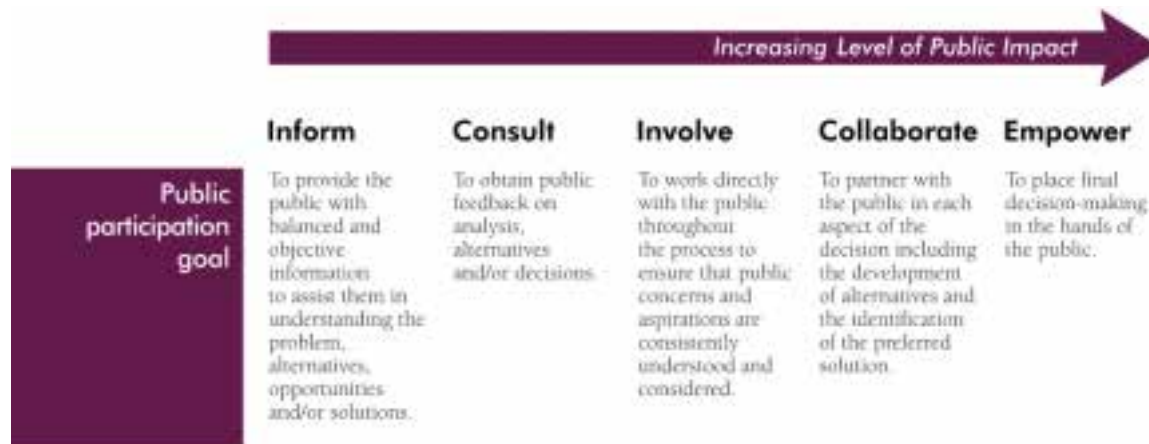 Increasing Level of Public Impact
Inform
Consult
Involve
Collaborate
Empower
Public
participation
goal
To provide the
public with
balanced and
objective
information
to assist them in
understanding the
problem,
alternatives,
opportunities
and/or solutions.
To obtain public
feedback on
analysis,
alternatives
and/or decisions.
To work directly
with the public
throughout
the process to
ensure that public
concerns and
aspirations are
consistently
understood and
considered.
To partner with
the public in each
aspect of the
decision including
the development
of alternatives and
the identification
of the preferred
solution.
To place final
decision-making
in the hands of
the public.